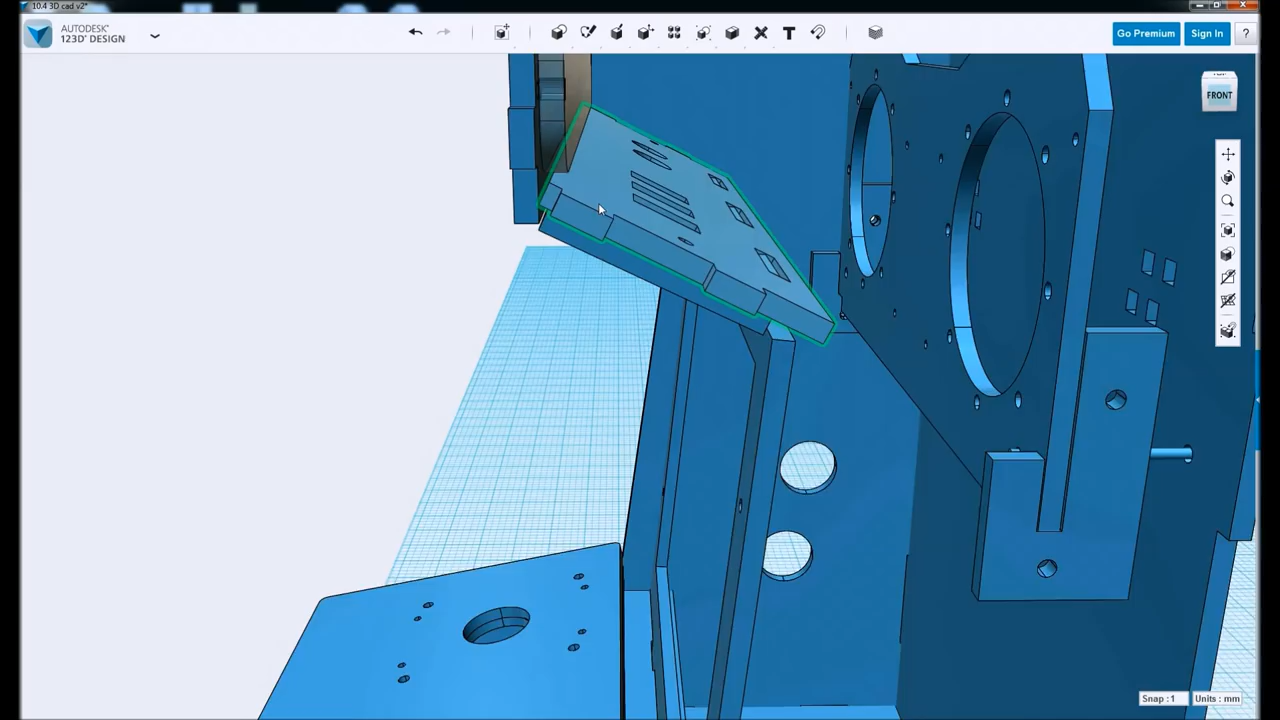 10.4 3D cad v2*
AUTODESK®
123D® DESIGN
Go Premium
Sign In
?
FRONT
Snap : 1
Units : mm